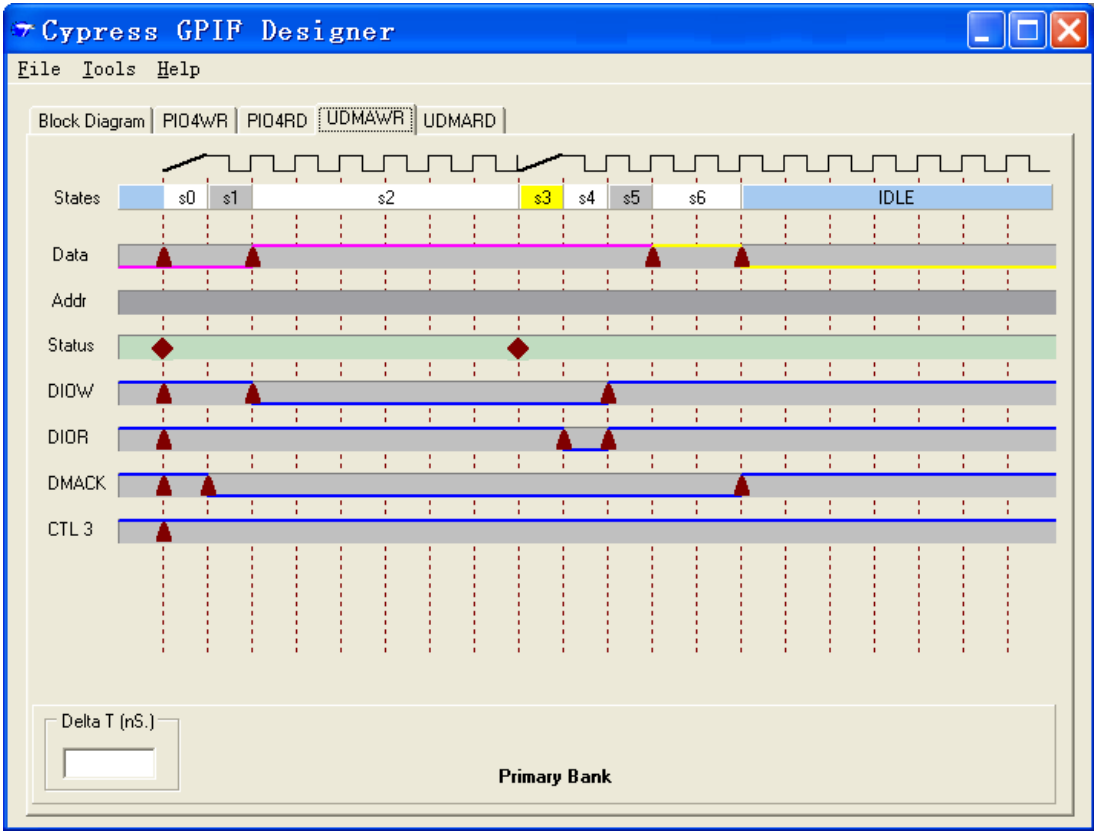 Cypress GPIF Designer
File Tools Help
Block Diagram PIO4WR PIO4RD UDMAWR UDMARD
States s0 s1 s2 s3 s4 s5 s6 IDLE
Data
Addr
Status
DIOW
DIOR
DMACK
CTL 3
Delta T (nS.)
Primary Bank